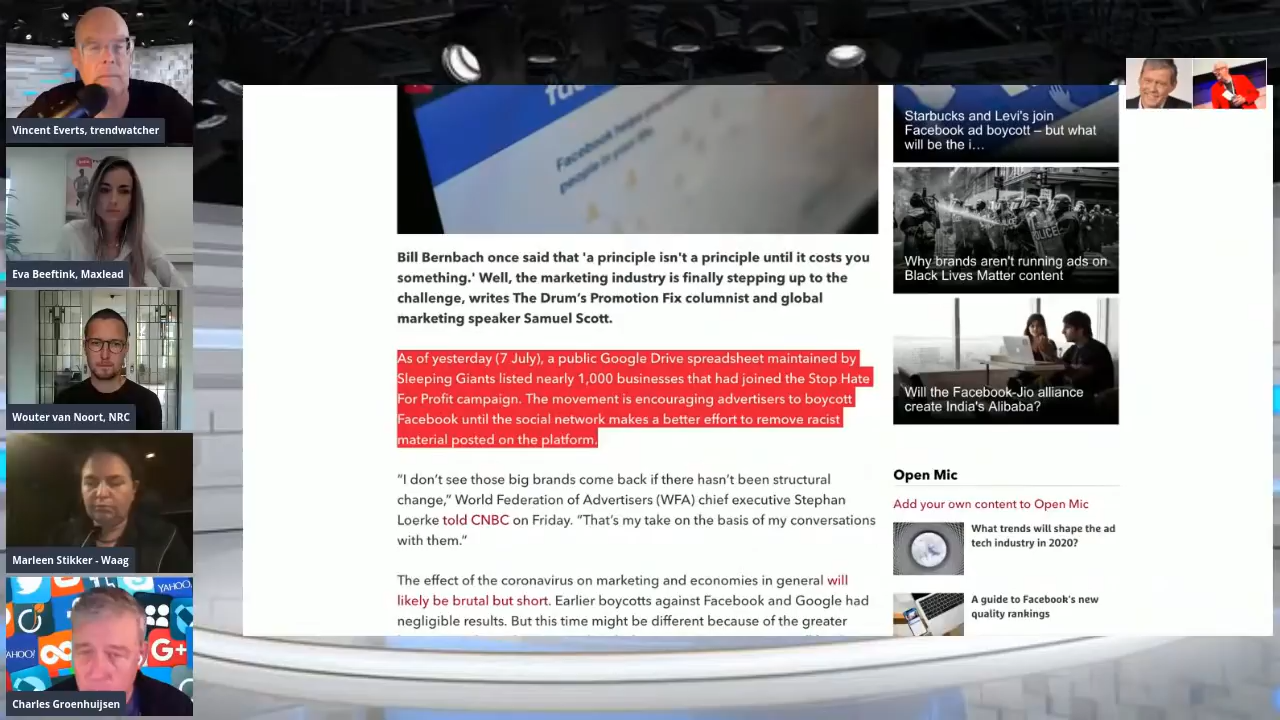 Vincent Everts, trendwatcher
Eva Beeftink, Maxlead
Wouter van Noort, NRC
Marleen Stikker - Waag
YAHOO!
AHOO!
G+
Charles Groenhuijsen
Facebook helps you
people in your life
Bill Bernbach once said that 'a principle isn't a principle until it costs you
something.' Well, the marketing industry is finally stepping up to the
challenge, writes The Drum’s Promotion Fix columnist and global
marketing speaker Samuel Scott.
As of yesterday (7 July), a public Google Drive spreadsheet maintained by
Sleeping Giants listed nearly 1,000 businesses that had joined the Stop Hate
For Profit campaign. The movement is encouraging advertisers to boycott
Facebook until the social network makes a better effort to remove racist
material posted on the platform.
“I don’t see those big brands come back if there hasn’t been structural
change,” World Federation of Advertisers (WFA) chief executive Stephan
Loerke told CNBC on Friday. “That’s my take on the basis of my conversations
with them.”
The effect of the coronavirus on marketing and economies in general will
likely be brutal but short. Earlier boycotts against Facebook and Google had
negligible results. But this time might be different because of the greater
Starbucks and Levi's join
Facebook ad boycott – but what
will be the i…
POLICE
Why brands aren't running ads on
Black Lives Matter content
Will the Facebook-Jio alliance
create India's Alibaba?
Open Mic
Add your own content to Open Mic
What trends will shape the ad
tech industry in 2020?
A guide to Facebook's new
quality rankings